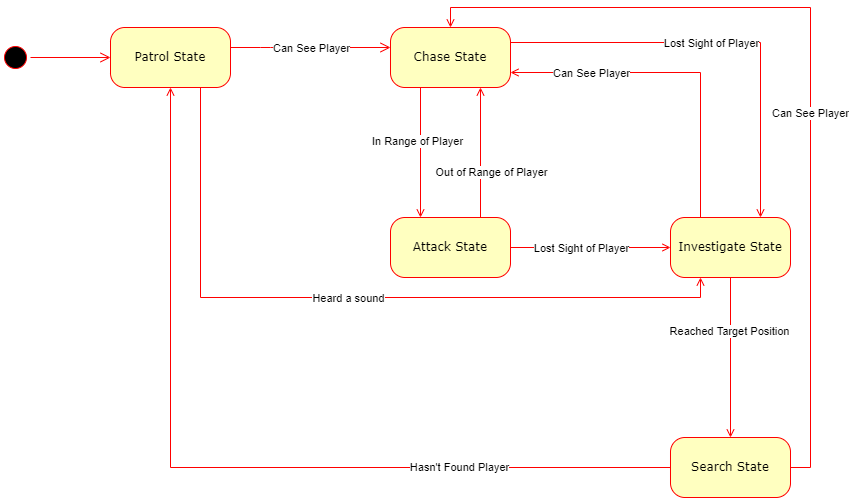 Patrol State
Can See Player
Chase State
Lost Sight of Player
Can See Player
Can See Player
In Range of Player
Out of Range of Player
Attack State
Lost Sight of Player
Investigate State
Heard a sound
Reached Target Position
Hasn't Found Player
Search State